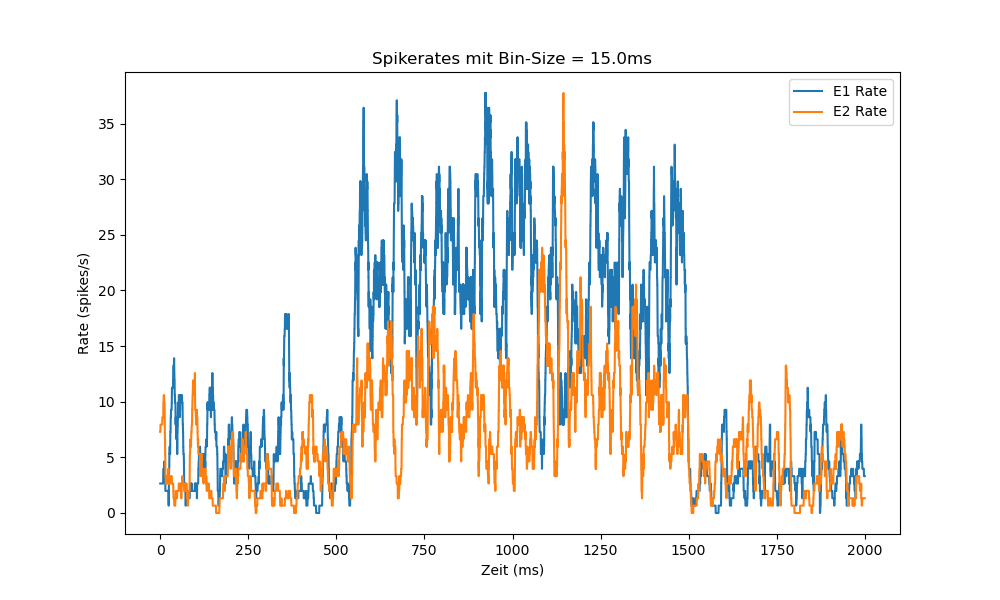 Spikerates mit Bin-Size = 15.0ms
E1 Rate
E2 Rate
35
30
25
20
15
10
5
0
Rate (spikes/s)
0 250 500 750 1000 1250 1500 1750 2000
Zeit (ms)